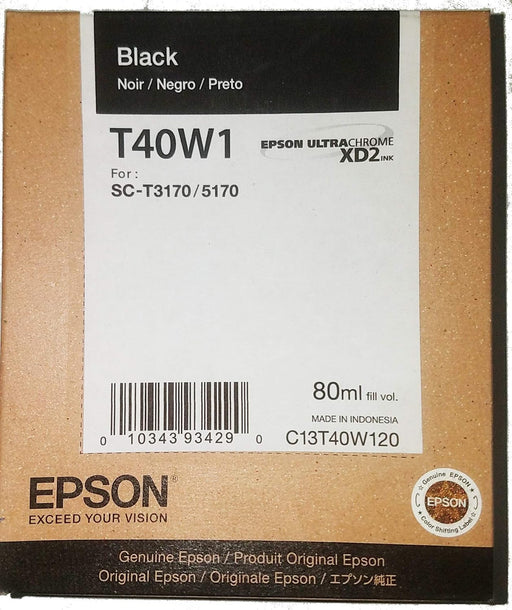 Black
Noir / Negro / Preto
T40W1
EPSON ULTRACHROME
XD2 INK
For :
SC-T3170/5170
80ml fill vol.
MADE IN INDONESIA
0 10343 93429 0
C13T40W120
EPSON®
EXCEED YOUR VISION
Genuine EPSON
EPSON
Color Shifting Label
Genuine Epson / Produit Original Epson
Original Epson / Originale Epson / エプソン純正